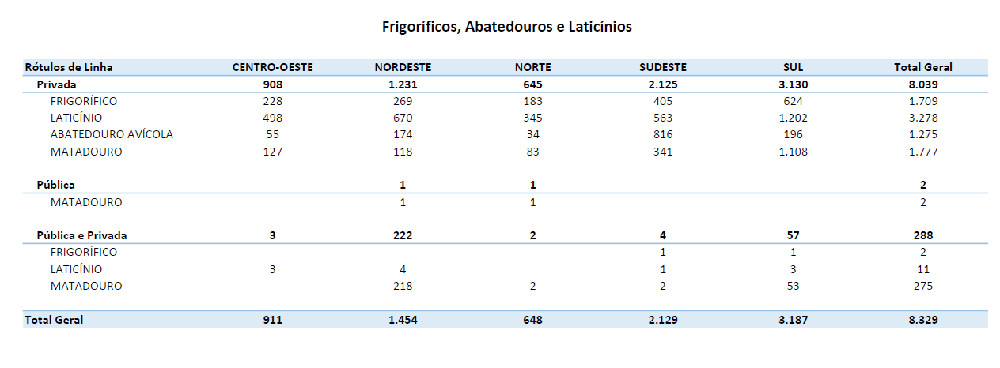 Frigoríficos, Abatedouros e Laticínios
Rótulos de Linha CENTRO-OESTE NORDESTE NORTE SUDESTE SUL Total Geral
Privada 908 1.231 645 2.125 3.130 8.039
FRIGORÍFICO 228 269 183 405 624 1.709
LATICÍNIO 498 670 345 563 1.202 3.278
ABATEDOURO AVÍCOLA 55 174 34 816 196 1.275
MATADOURO 127 118 83 341 1.108 1.777
Pública 1 1 2
MATADOURO 1 1 2
Pública e Privada 3 222 2 4 57 288
FRIGORÍFICO 1 1 2
LATICÍNIO 3 4 1 3 11
MATADOURO 218 2 2 53 275
Total Geral 911 1.454 648 2.129 3.187 8.329